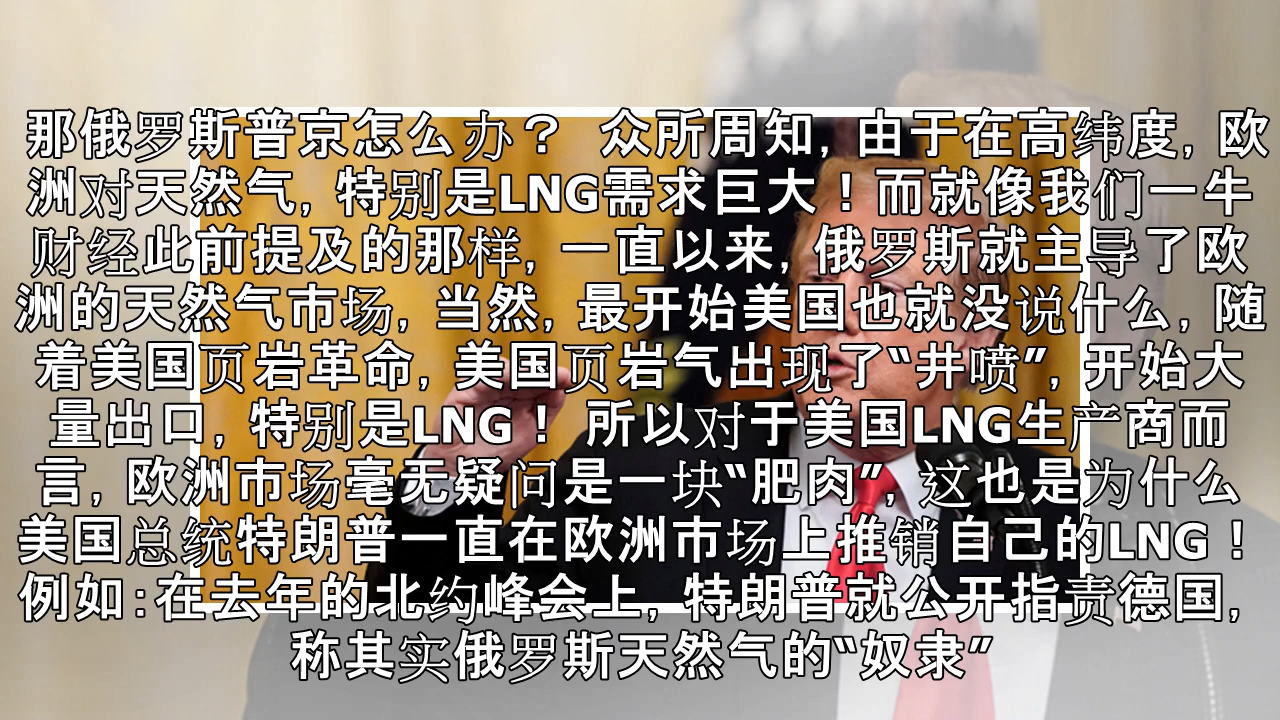 那俄罗斯普京怎么办？ 众所周知, 由于在高纬度, 欧
洲对天然气, 特别是LNG需求巨大！而就像我们一牛
财经此前提及的那样, 一直以来, 俄罗斯就主导了欧
洲的天然气市场, 当然, 最开始美国也就没说什么, 随
着美国页岩革命, 美国页岩气出现了“井喷”, 开始大
量出口, 特别是LNG！ 所以对于美国LNG生产商而
言, 欧洲市场毫无疑问是一块“肥肉”, 这也是为什么
美国总统特朗普一直在欧洲市场上推销自己的LNG！
例如:在去年的北约峰会上, 特朗普就公开指责德国,
称其实俄罗斯天然气的“奴隶”